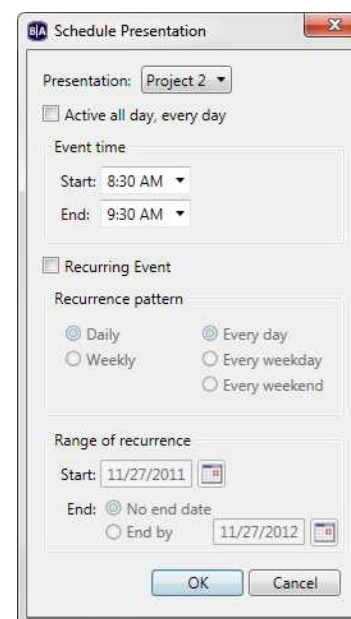 B|A Schedule Presentation
Presentation: Project 2
Active all day, every day
Event time
Start: 8:30 AM
End: 9:30 AM
Recurring Event
Recurrence pattern
Daily Every day
Weekly Every weekday
Every weekend
Range of recurrence
Start: 11/27/2011
End: No end date
End by 11/27/2012
OK Cancel